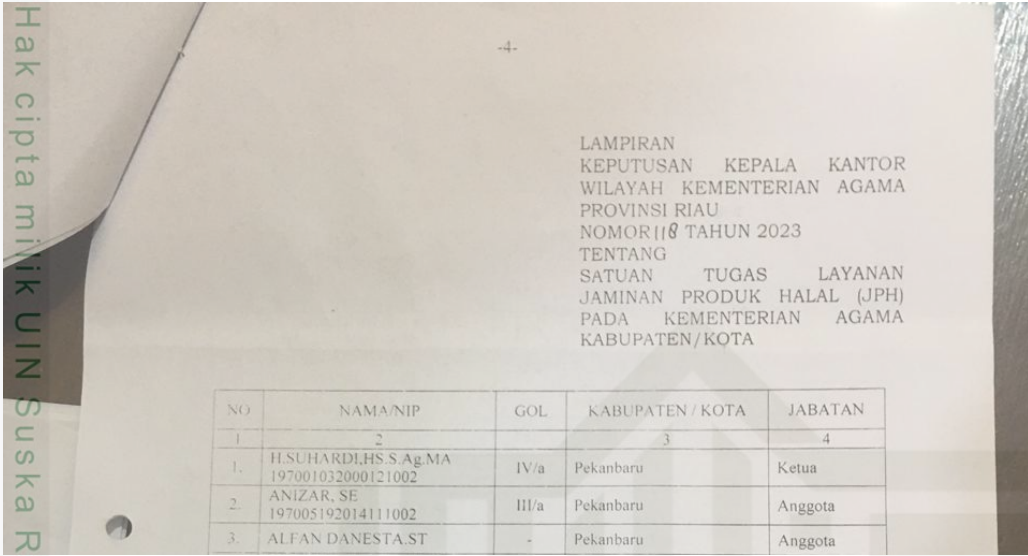 Hak cipta milik UIN Suska R
-4-
LAMPIRAN
KEPUTUSAN KEPALA KANTOR
WILAYAH KEMENTERIAN AGAMA
PROVINSI RIAU
NOMOR 118 TAHUN 2023
TENTANG
SATUAN TUGAS LAYANAN
JAMINAN PRODUK HALAL (JPH)
PADA KEMENTERIAN AGAMA
KABUPATEN/KOTA
NO NAMA/NIP GOL KABUPATEN / KOTA JABATAN
1 2 3 4
1. H.SUHARDI,HS.S.Ag.MA IV/a Pekanbaru Ketua
197001032000121002
2. ANIZAR, SE III/a Pekanbaru Anggota
197005192014111002
3. ALFAN DANESTA.ST - Pekanbaru Anggota